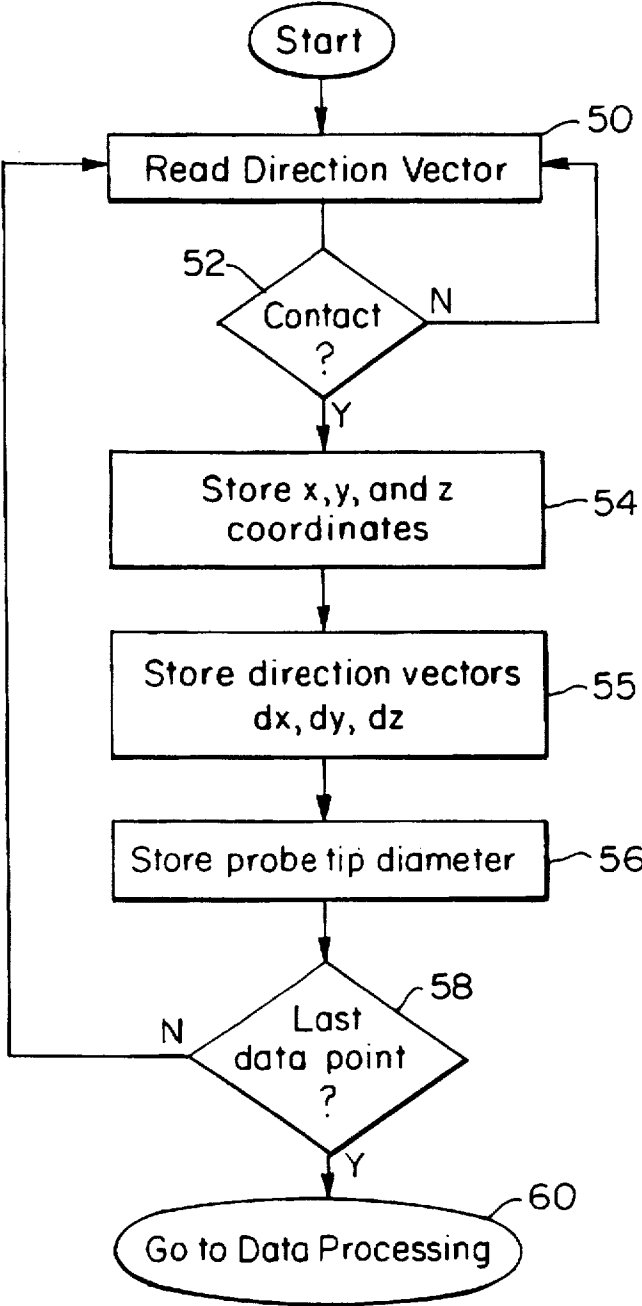 Start
50
Read Direction Vector
52
Contact
?
N
Y
Store x, y, and z
coordinates
54
Store direction vectors
dx, dy, dz
55
Store probe tip diameter
56
58
Last
data point
?
N
Y
60
Go to Data Processing